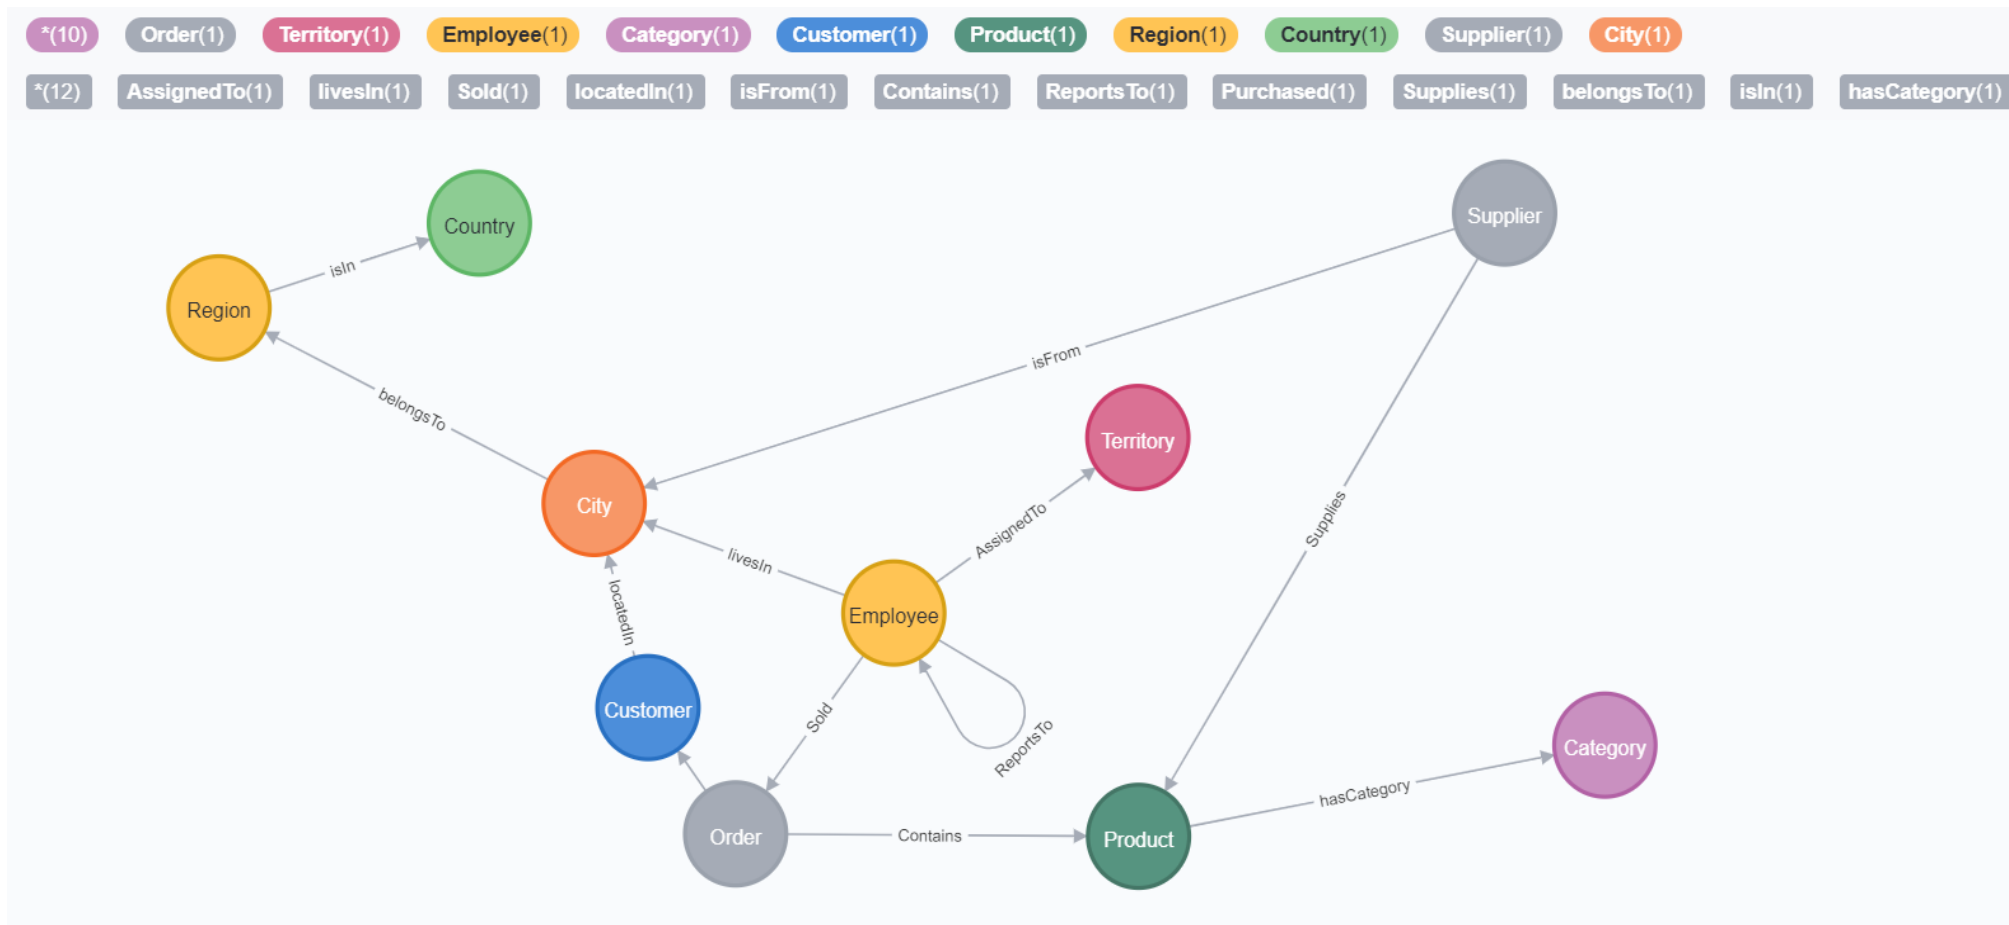 *(10) Order(1) Territory(1) Employee(1) Category(1) Customer(1) Product(1) Region(1) Country(1) Supplier(1) City(1)
*(12) AssignedTo(1) livesIn(1) Sold(1) locatedIn(1) isFrom(1) Contains(1) ReportsTo(1) Purchased(1) Supplies(1) belongsTo(1) isIn(1) hasCategory(1)
Supplier
Country
isIn
Region
isFrom
belongsTo
Territory
City
Supplies
AssignedTo
livesIn
locatedIn
Employee
Customer
Sold
ReportsTo
Category
hasCategory
Order
Contains
Product